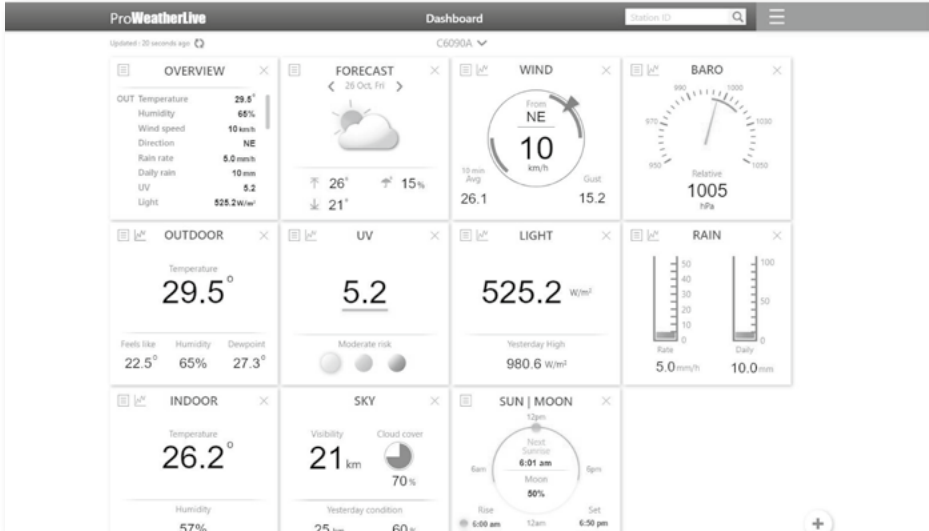 ProWeatherLive
Dashboard
Station ID
Updated : 20 seconds ago
C6090A
OVERVIEW
OUT Temperature 29.5°
Humidity 65%
Wind speed 10 km/h
Direction NE
Rain rate 5.0 mm/h
Daily rain 10 mm
UV 5.2
Light 525.2 W/m²
FORECAST
26 Oct, Fri
26° 15%
21°
WIND
From
NE
10
km/h
10 min
Avg
26.1
Gust
15.2
BARO
990 1000
970 1030
950 1050
Relative
1005
hPa
OUTDOOR
Temperature
29.5°
Feels like Humidity Dewpoint
22.5° 65% 27.3°
UV
5.2
Moderate risk
LIGHT
525.2 W/m²
Yesterday High
980.6 W/m²
RAIN
50
40
30
20
10
0
Rate
5.0 mm/h
100
50
0
Daily
10.0 mm
INDOOR
Temperature
26.2°
Humidity
57%
SKY
Visibility Cloud cover
21 km
70%
Yesterday condition
25 km 60%
SUN | MOON
12pm
Next
Sunrise
6:01 am
6am 6pm
Moon
50%
Rise Set
6:00 am 12am 6:50 pm